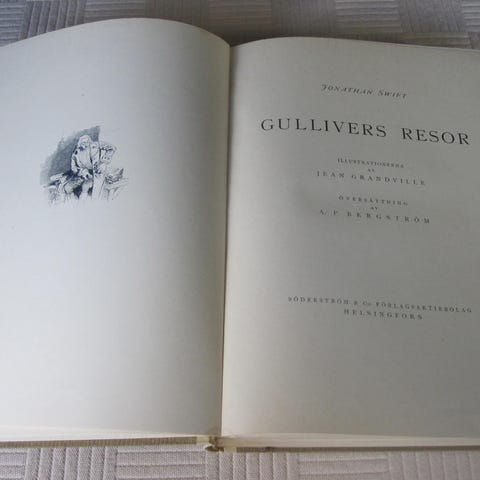 JONATHAN SWIFT
GULLIVERS RESOR
ILLUSTRATIONERNA
AV
JEAN GRANDVILLE
ÖVERSÄTTNING
AV
A. P. BERGSTRÖM
SÖDERSTRÖM & Co FÖRLAGSAKTIEBOLAG
HELSINGFORS